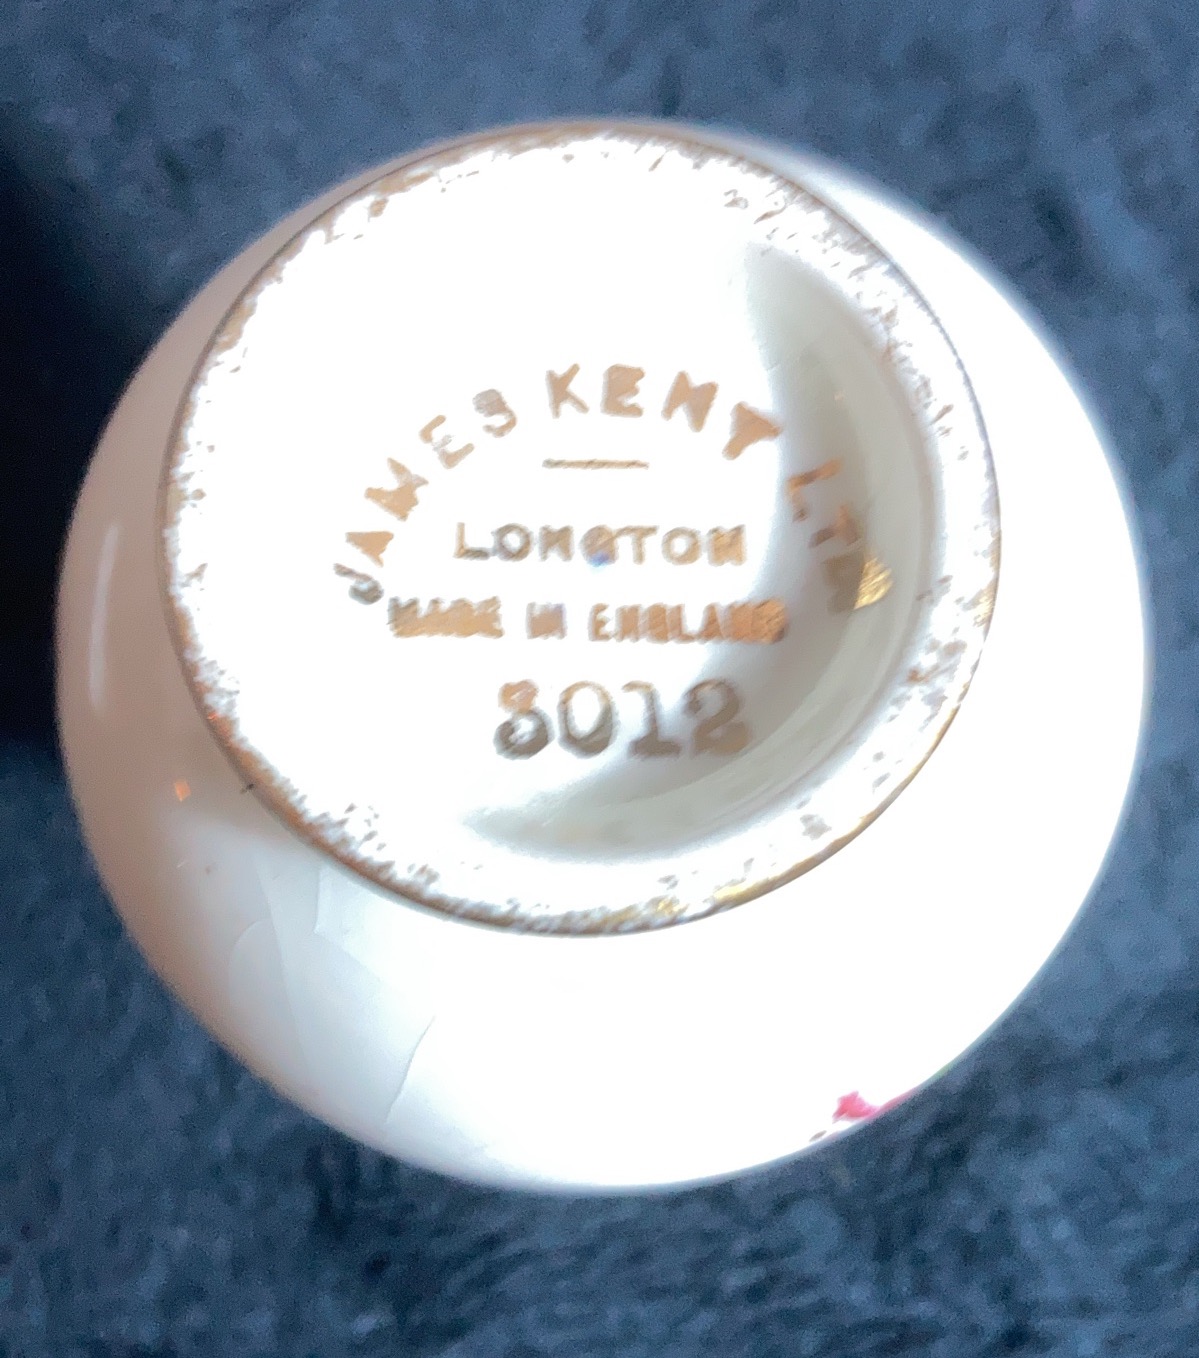 JAMES KENT LTD
LONGTON
MADE IN ENGLAND
3012